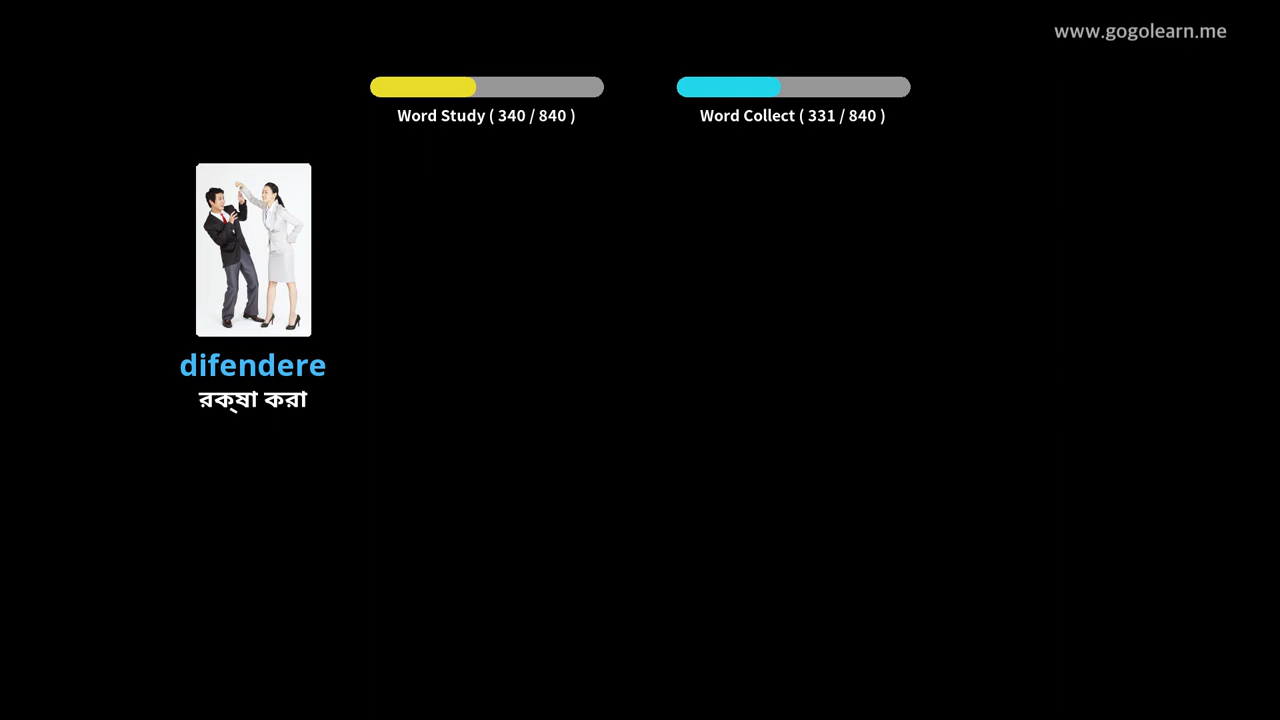 www.gogolearn.me
Word Study ( 340 / 840 )
Word Collect ( 331 / 840 )
difendere
রক্ষা করা